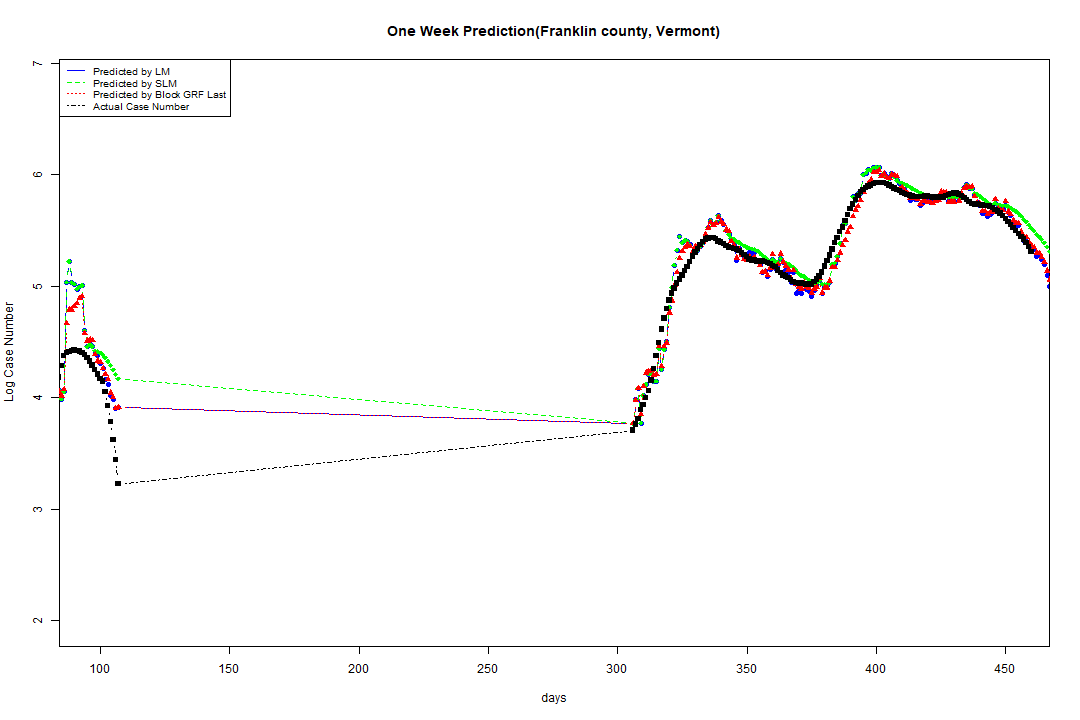 One Week Prediction(Franklin county, Vermont)
Predicted by LM
Predicted by SLM
Predicted by Block GRF Last
Actual Case Number
7
6
5
4
3
2
Log Case Number
100 150 200 250 300 350 400 450
days